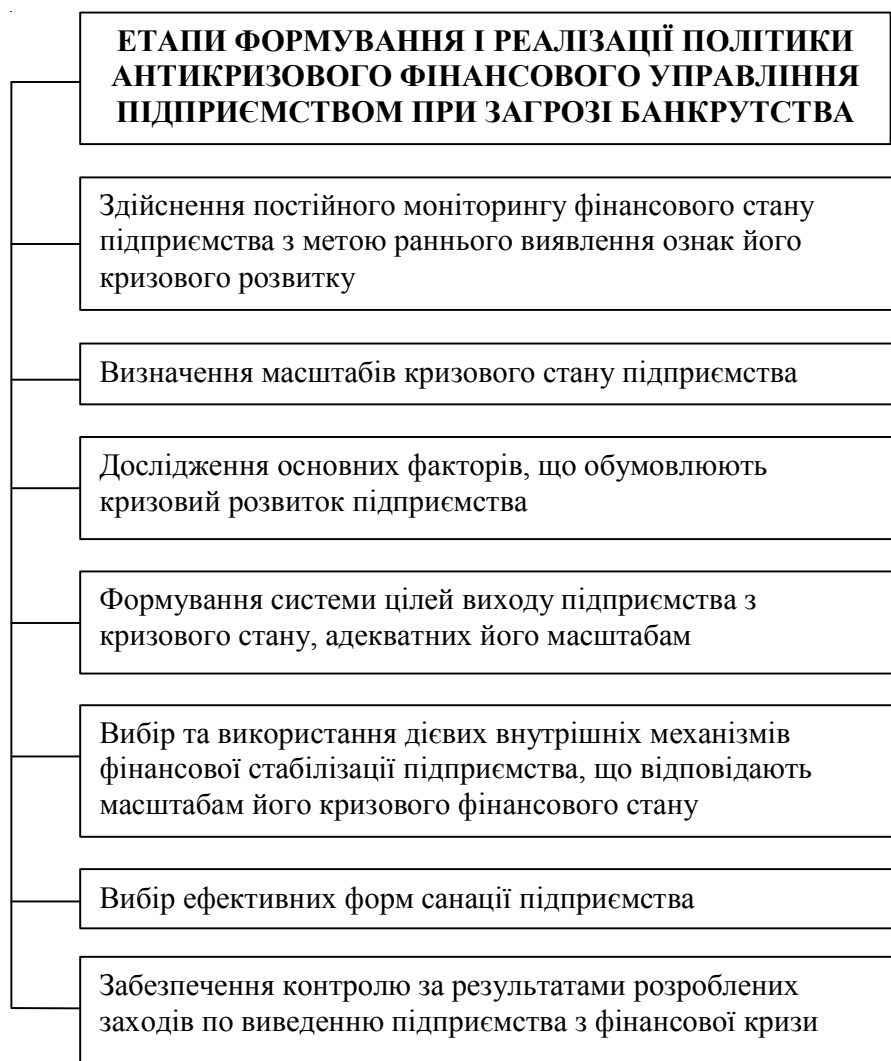 ЕТАПИ ФОРМУВАННЯ І РЕАЛІЗАЦІЇ ПОЛІТИКИ
АНТИКРИЗОВОГО ФІНАНСОВОГО УПРАВЛІННЯ
ПІДПРИЄМСТВОМ ПРИ ЗАГРОЗІ БАНКРУТСТВА
Здійснення постійного моніторингу фінансового стану
підприємства з метою раннього виявлення ознак його
кризового розвитку
Визначення масштабів кризового стану підприємства
Дослідження основних факторів, що обумовлюють
кризовий розвиток підприємства
Формування системи цілей виходу підприємства з
кризового стану, адекватних його масштабам
Вибір та використання дієвих внутрішніх механізмів
фінансової стабілізації підприємства, що відповідають
масштабам його кризового фінансового стану
Вибір ефективних форм санації підприємства
Забезпечення контролю за результатами розроблених
заходів по виведенню підприємства з фінансової кризи